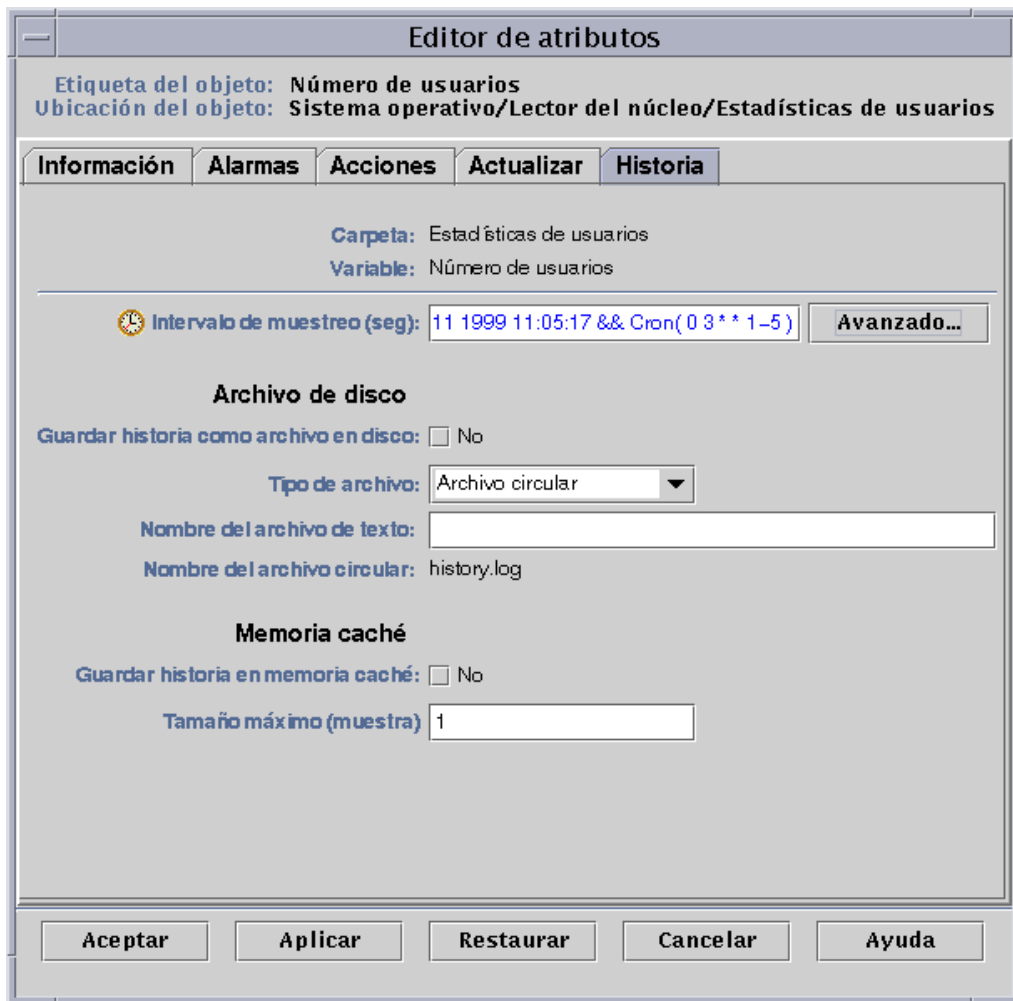 Editor de atributos
Etiqueta del objeto: Número de usuarios
Ubicación del objeto: Sistema operativo/Lector del núcleo/Estadísticas de usuarios
Información Alarmas Acciones Actualizar Historia
Carpeta: Estadísticas de usuarios
Variable: Número de usuarios
Intervalo de muestreo (seg): 11 1999 11:05:17 && Cron( 0 3 * * 1–5 ) Avanzado...
Archivo de disco
Guardar historia como archivo en disco: No
Tipo de archivo: Archivo circular
Nombre del archivo de texto:
Nombre del archivo circular: history.log
Memoria caché
Guardar historia en memoria caché: No
Tamaño máximo (muestra) 1
Aceptar Aplicar Restaurar Cancelar Ayuda